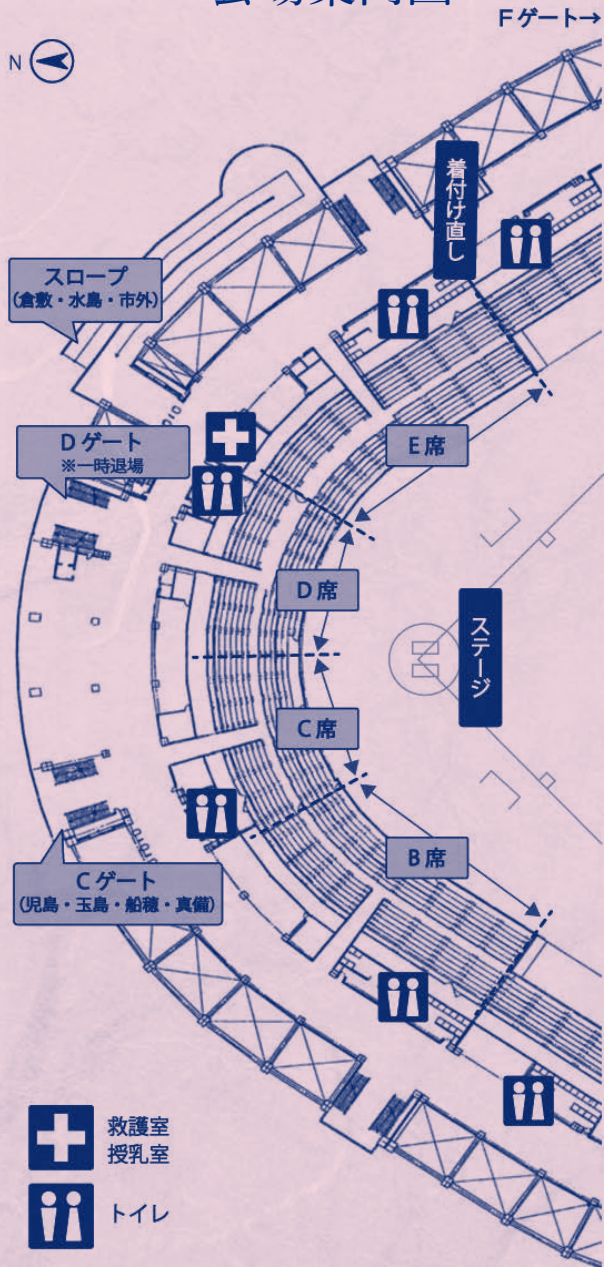 会場案内図
Fゲート→
N
着付け直し
スロープ
(倉敷・水島・市外)
Dゲート
※一時退場
E席
D席
ステージ
C席
B席
Cゲート
(児島・玉島・船穂・真備)
救護室
授乳室
トイレ